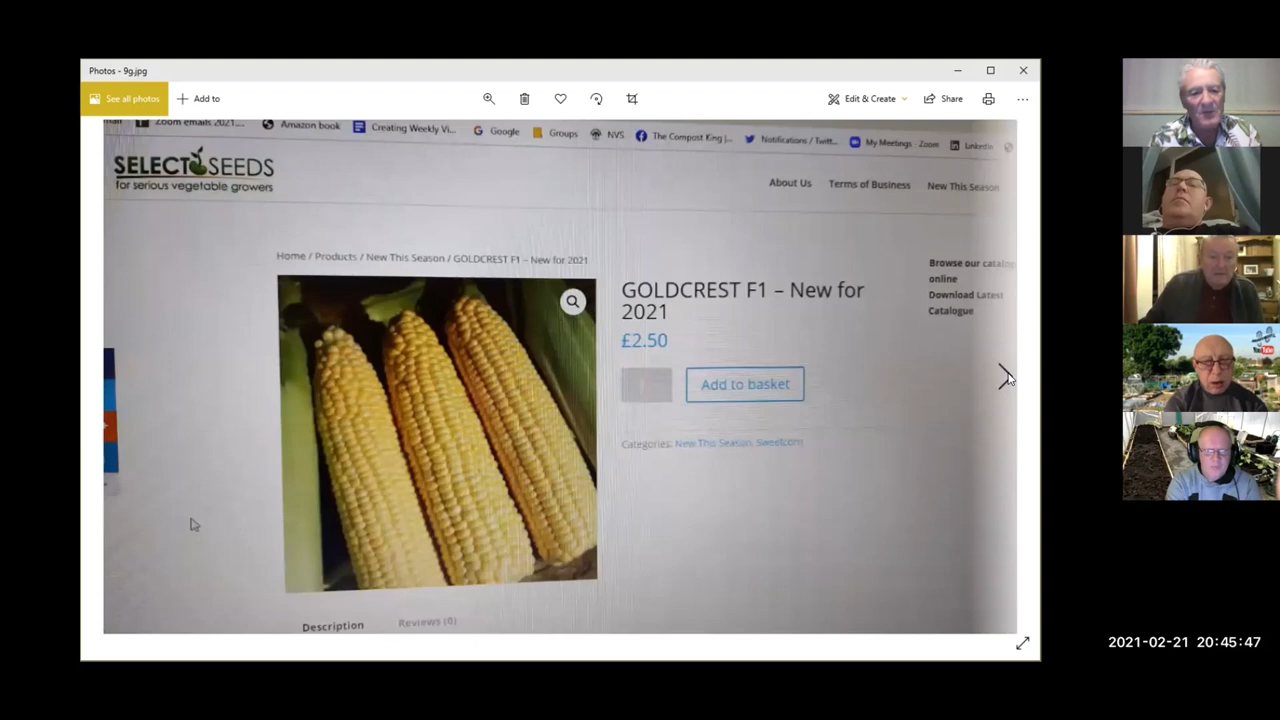 Photos - 9g.jpg
See all photos
Add to
Edit & Create
Share
Zoom emails 2021...
Amazon book
Creating Weekly Vi...
Google
Groups
NVS
The Compost King |...
Notifications / Twitt...
My Meetings - Zoom
LinkedIn
SELECT SEEDS
for serious vegetable growers
About Us
Terms of Business
New This Season
Home / Products / New This Season / GOLDCREST F1 – New for 2021
GOLDCREST F1 – New for
2021
£2.50
Add to basket
Categories: New This Season, Sweetcorn
Browse our
online
Download Latest
Catalogue
Description
Reviews (0)
You Tube
2021-02-21 20:45:47